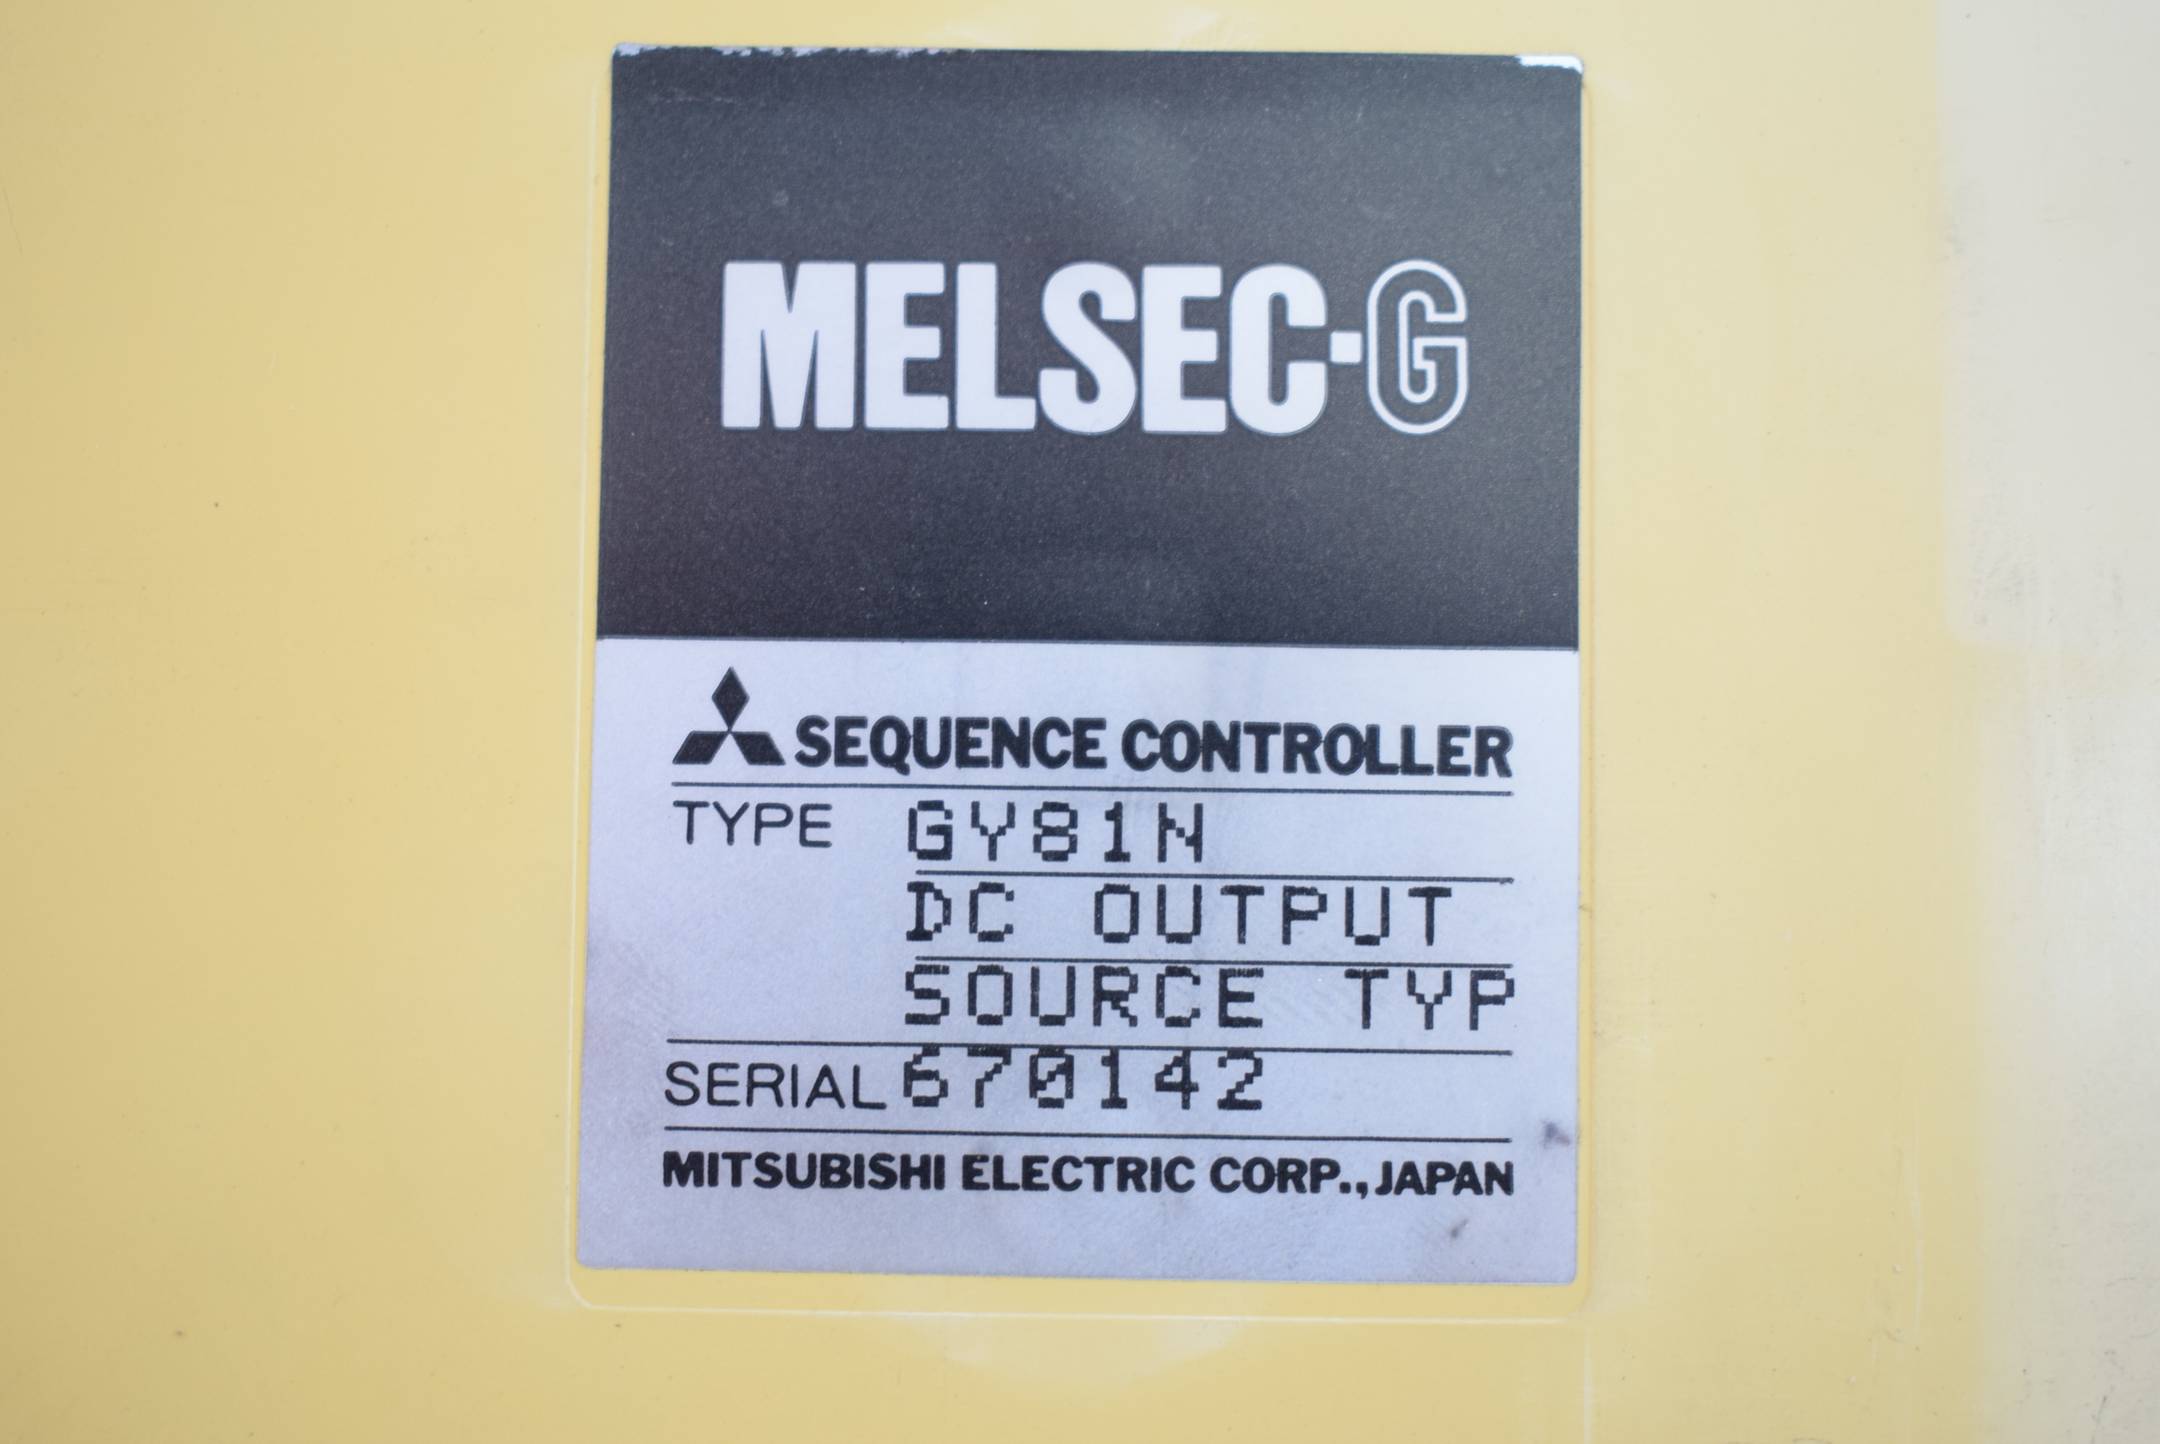 MELSEC-G
SEQUENCE CONTROLLER
TYPE GY81N
DC OUTPUT
SOURCE TYP
SERIAL 670142
MITSUBISHI ELECTRIC CORP., JAPAN